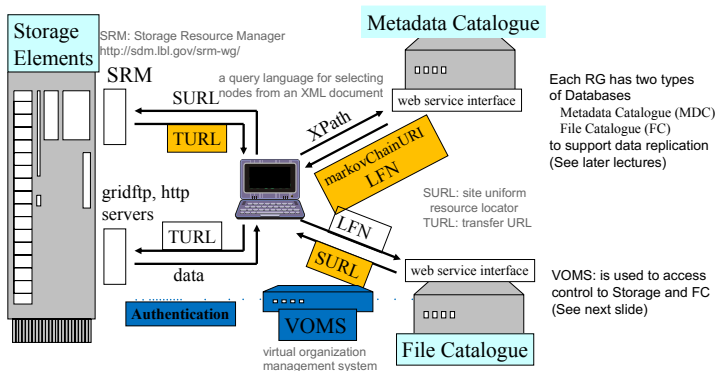 Storage
Elements
SRM: Storage Resource Manager
http://sdm.lbl.gov/srm-wg/
SRM
SURL
TURL
a query language for selecting
nodes from an XML document
Metadata Catalogue
web service interface
XPath
markovChainURI
LFN
Each RG has two types
of Databases
Metadata Catalogue (MDC)
File Catalogue (FC)
to support data replication
(See later lectures)
SURL: site uniform
resource locator
TURL: transfer URL
gridftp, http
servers
TURL
data
LFN
SURL
web service interface
File Catalogue
VOMS: is used to access
control to Storage and FC
(See next slide)
Authentication
VOMS
virtual organization
management system